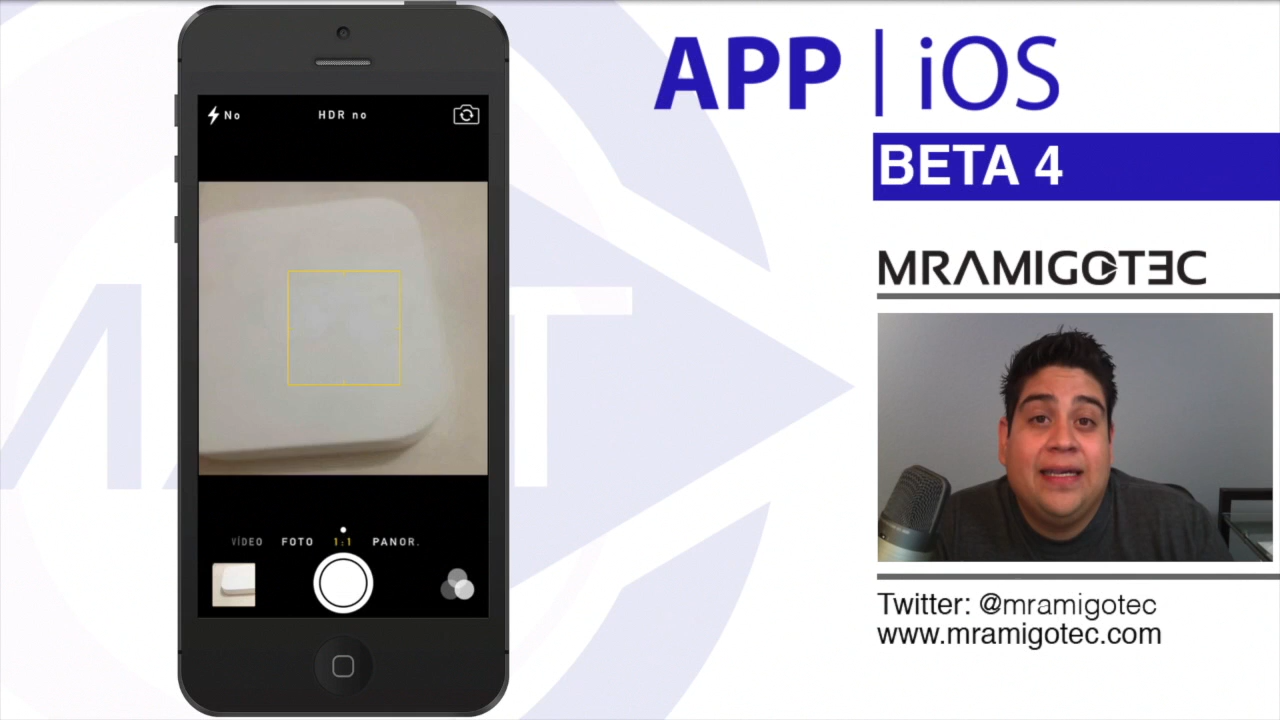 No
HDR no
VÍDEO FOTO 1:1 PANOR.
APP | iOS
BETA 4
MRAMIGOTEC
Twitter: @mramigotec
www.mramigotec.com